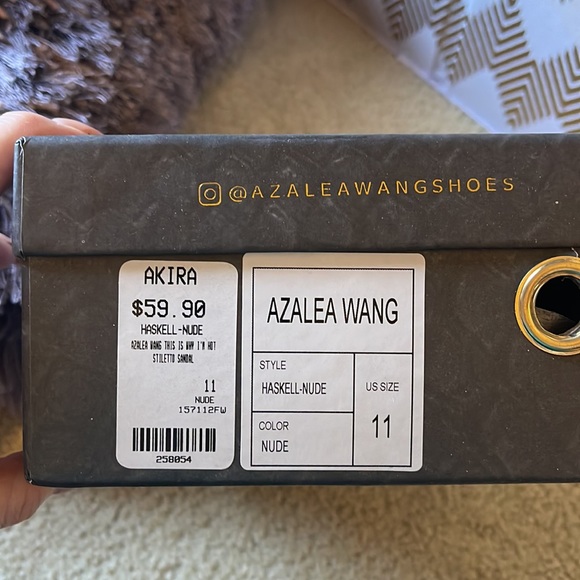 @AZALEAWANGSHOES
AKIRA
$59.90
HASKELL-NUDE
AZALEA WANG THIS IS WHY I'M HOT
STILETTO SANDAL
11
NUDE
157112FW
258054
AZALEA WANG
STYLE
HASKELL-NUDE
COLOR
NUDE
US SIZE
11